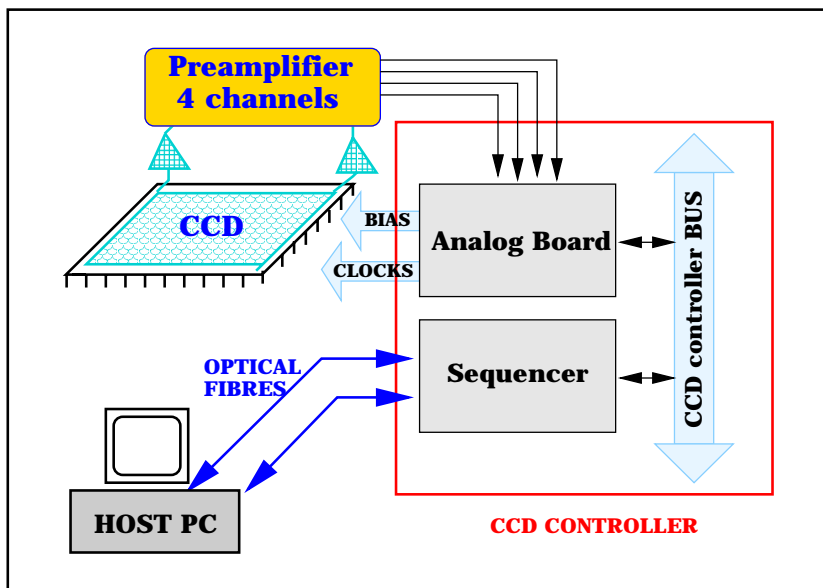 Preamplifier
4 channels
CCD
BIAS
CLOCKS
Analog Board
CCD controller BUS
Sequencer
OPTICAL
FIBRES
HOST PC
CCD CONTROLLER